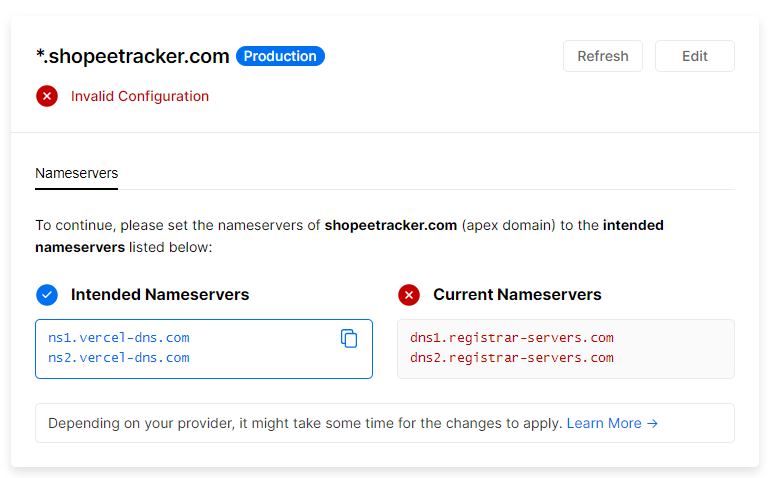 *.shopeetracker.com Production
Refresh
Edit
Invalid Configuration
Nameservers
To continue, please set the nameservers of shopeetracker.com (apex domain) to the intended
nameservers listed below:
Intended Nameservers
ns1.vercel-dns.com
ns2.vercel-dns.com
Current Nameservers
dns1.registrar-servers.com
dns2.registrar-servers.com
Depending on your provider, it might take some time for the changes to apply. Learn More →